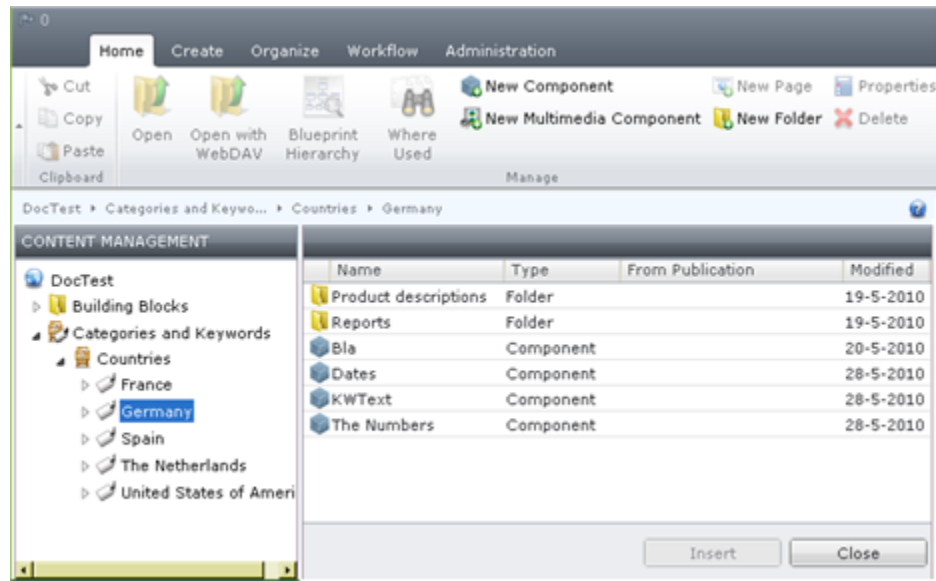 0
Home Create Organize Workflow Administration
Cut
Copy
Paste
Clipboard
Open
Open with
WebDAV
Blueprint
Hierarchy
Where
Used
New Component
New Multimedia Component
New Page
New Folder
Properties
Delete
Manage
DocTest Categories and Keywo... Countries Germany
CONTENT MANAGEMENT
DocTest
Building Blocks
Categories and Keywords
Countries
France
Germany
Spain
The Netherlands
United States of Ameri
Name Type From Publication Modified
Product descriptions Folder 19-5-2010
Reports Folder 19-5-2010
Bla Component 20-5-2010
Dates Component 28-5-2010
KWText Component 28-5-2010
The Numbers Component 28-5-2010
Insert Close